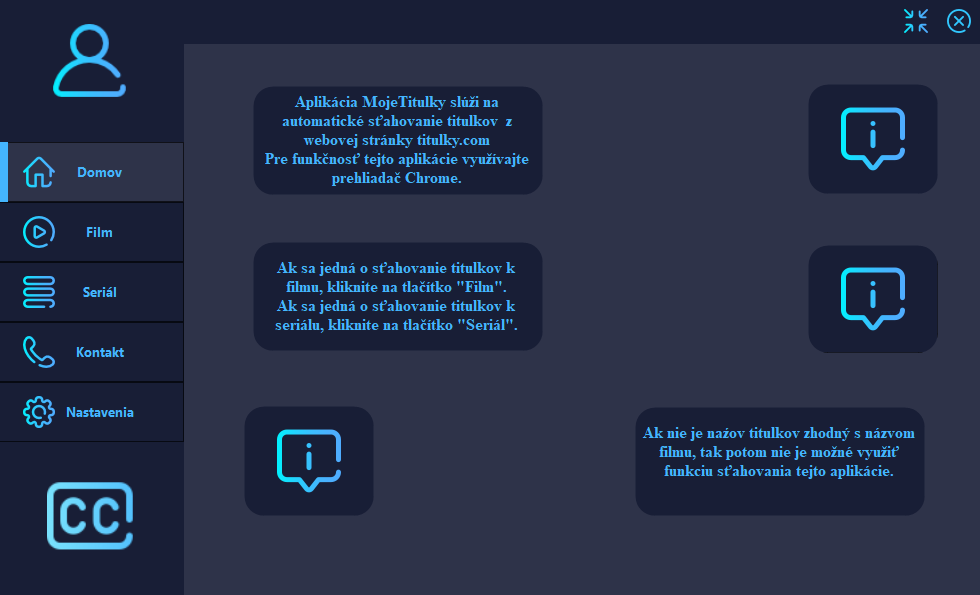 Domov
Film
Seriál
Kontakt
Nastavenia
CC
Aplikácia MojeTitulky slúži na
automatické sťahovanie titulkov z
webovej stránky titulky.com
Pre funkčnosť tejto aplikácie využívajte
prehliadač Chrome.
i
Ak sa jedná o sťahovanie titulkov k
filmu, kliknite na tlačítko "Film".
Ak sa jedná o sťahovanie titulkov k
seriálu, kliknite na tlačítko "Seriál".
i
i
Ak nie je naźov titulkov zhodný s názvom
filmu, tak potom nie je možné využiť
funkciu sťahovania tejto aplikácie.